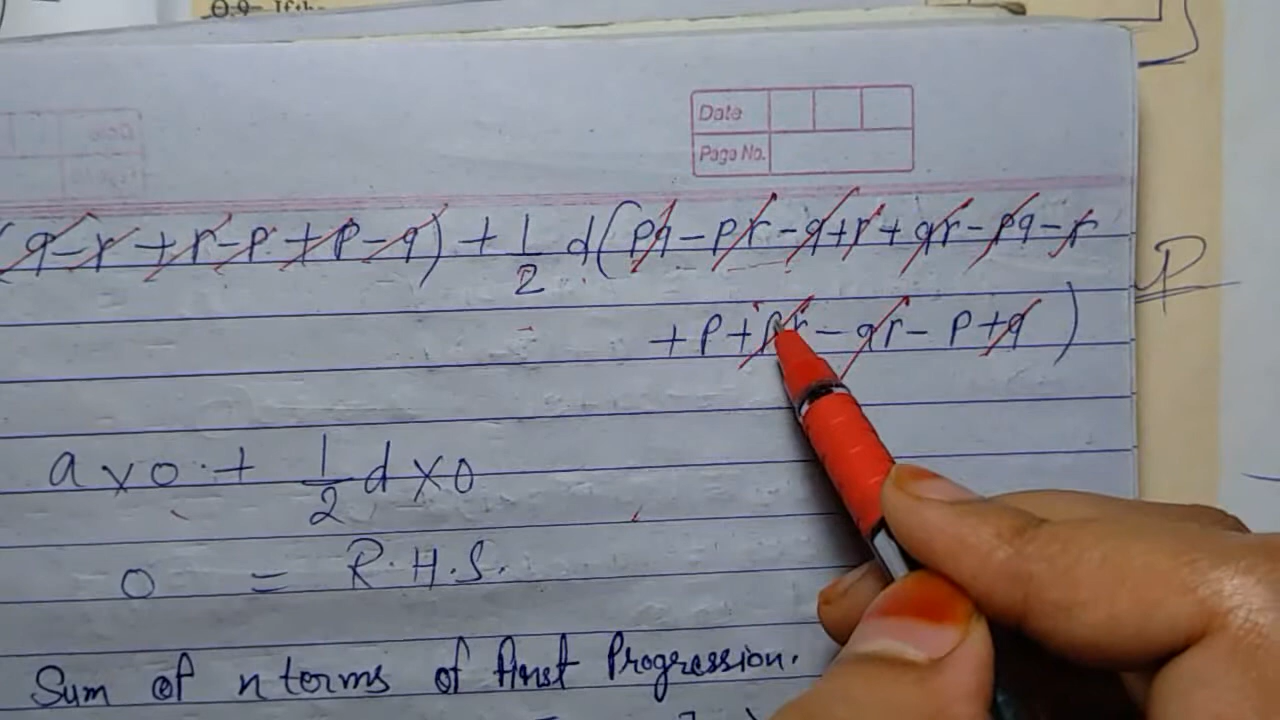 Date
Page No.
(q-r+r-p+p-q) + 1/2 d(pq-pr-q+r+qr-pq-r
+p+pr-qr-p+q)
P
a×0 + 1/2 d×0
0 = R.H.S.
Sum of n terms of first Progression.